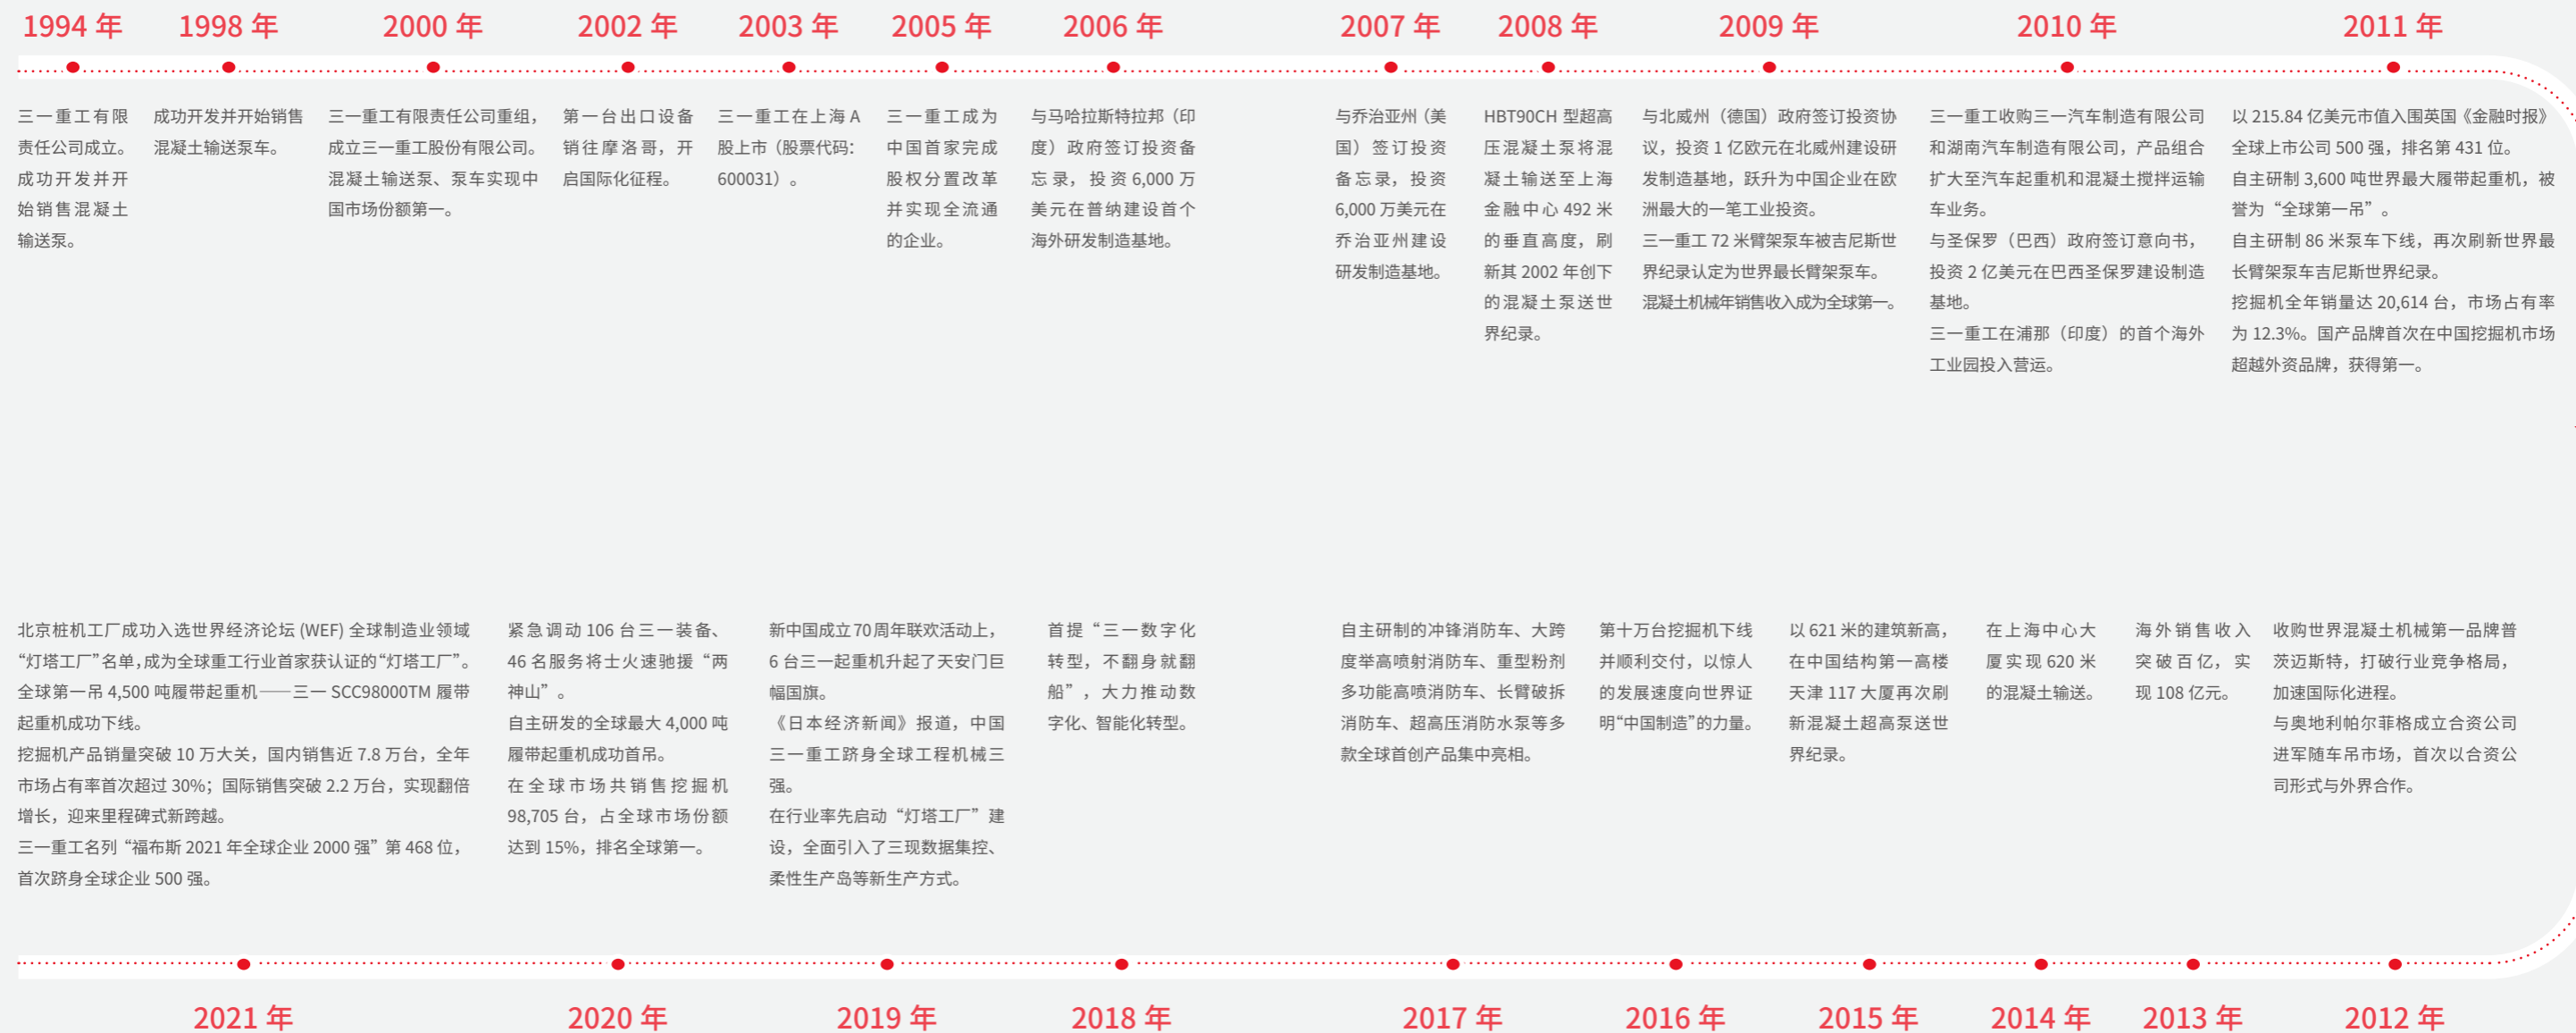 1994 年
三一重工有限
责任公司成立。
成功开发并开
始销售混凝土
输送泵。
1998 年
成功开发并开始销售
混凝土输送泵车。
2000 年
三一重工有限责任公司重组，
成立三一重工股份有限公司。
混凝土输送泵、泵车实现中
国市场份额第一。
2002 年
第一台出口设备
销往摩洛哥，开
启国际化征程。
2003 年
三一重工在上海 A
股上市（股票代码：
600031）。
2005 年
三一重工成为
中国首家完成
股权分置改革
并实现全流通
的企业。
2006 年
与马哈拉斯特拉邦（印
度）政府签订投资备
忘录，投资 6,000 万
美元在普纳建设首个
海外研发制造基地。
2007 年
与乔治亚州（美
国）签订投资
备忘录，投资
6,000 万美元在
乔治亚州建设
研发制造基地。
2008 年
HBT90CH 型超高
压混凝土泵将混
凝土输送至上海
金融中心 492 米
的垂直高度，刷
新其 2002 年创下
的混凝土泵送世
界纪录。
2009 年
与北威州（德国）政府签订投资协
议，投资 1 亿欧元在北威州建设研
发制造基地，跃升为中国企业在欧
洲最大的一笔工业投资。
三一重工 72 米臂架泵车被吉尼斯世
界纪录认定为世界最长臂架泵车。
混凝土机械年销售收入成为全球第一。
2010 年
三一重工收购三一汽车制造有限公司
和湖南汽车制造有限公司，产品组合
扩大至汽车起重机和混凝土搅拌运输
车业务。
与圣保罗（巴西）政府签订意向书，
投资 2 亿美元在巴西圣保罗建设制造
基地。
三一重工在浦那（印度）的首个海外
工业园投入营运。
2011 年
以 215.84 亿美元市值入围英国《金融时报》
全球上市公司 500 强，排名第 431 位。
自主研制 3,600 吨世界最大履带起重机，被
誉为“全球第一吊”。
自主研制 86 米泵车下线，再次刷新世界最
长臂架泵车吉尼斯世界纪录。
挖掘机全年销量达 20,614 台，市场占有率
为 12.3%。国产品牌首次在中国挖掘机市场
超越外资品牌，获得第一。
北京桩机工厂成功入选世界经济论坛 (WEF) 全球制造业领域
“灯塔工厂”名单，成为全球重工行业首家获认证的“灯塔工厂”。
全球第一吊 4,500 吨履带起重机——三一 SCC98000TM 履带
起重机成功下线。
挖掘机产品销量突破 10 万大关，国内销售近 7.8 万台，全年
市场占有率首次超过 30%；国际销售突破 2.2 万台，实现翻倍
增长，迎来里程碑式新跨越。
三一重工名列“福布斯 2021 年全球企业 2000 强”第 468 位，
首次跻身全球企业 500 强。
2021 年
紧急调动 106 台三一装备、
46 名服务将士火速驰援“两
神山”。
自主研发的全球最大 4,000 吨
履带起重机成功首吊。
在全球市场共销售挖掘机
98,705 台，占全球市场份额
达到 15%，排名全球第一。
2020 年
新中国成立70周年联欢活动上，
6 台三一起重机升起了天安门巨
幅国旗。
《日本经济新闻》报道，中国
三一重工跻身全球工程机械三
强。
在行业率先启动“灯塔工厂”建
设，全面引入了三现数据集控、
柔性生产岛等新生产方式。
2019 年
首提“三一数字化
转型，不翻身就翻
船”，大力推动数
字化、智能化转型。
2018 年
自主研制的冲锋消防车、大跨
度举高喷射消防车、重型粉剂
多功能高喷消防车、长臂破拆
消防车、超高压消防水泵等多
款全球首创产品集中亮相。
2017 年
第十万台挖掘机下线
并顺利交付，以惊人
的发展速度向世界证
明“中国制造”的力量。
2016 年
以 621 米的建筑新高，
在中国结构第一高楼
天津 117 大厦再次刷
新混凝土超高泵送世
界纪录。
2015 年
在上海中心大
厦实现 620 米
的混凝土输送。
2014 年
海外销售收入
突破百亿，实
现 108 亿元。
2013 年
收购世界混凝土机械第一品牌普
茨迈斯特，打破行业竞争格局，
加速国际化进程。
与奥地利帕尔菲格成立合资公司
进军随车吊市场，首次以合资公
司形式与外界合作。
2012 年